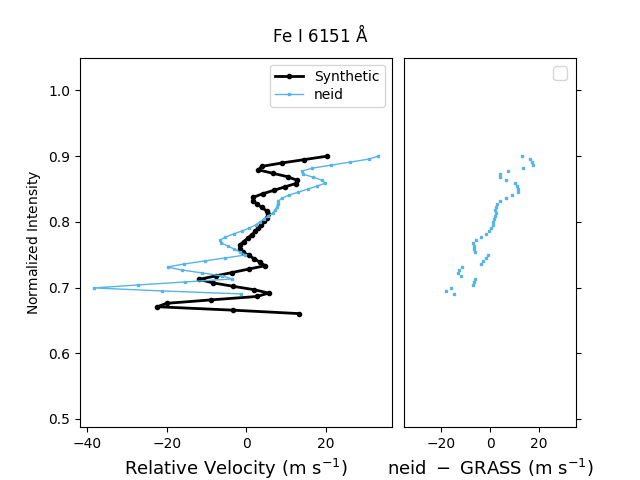 Fe I 6151 Å
Synthetic
neid
Normalized Intensity
1.0
0.9
0.8
0.7
0.6
0.5
−40
−20
0
20
−20
0
20
Relative Velocity (m s⁻¹)
neid − GRASS (m s⁻¹)